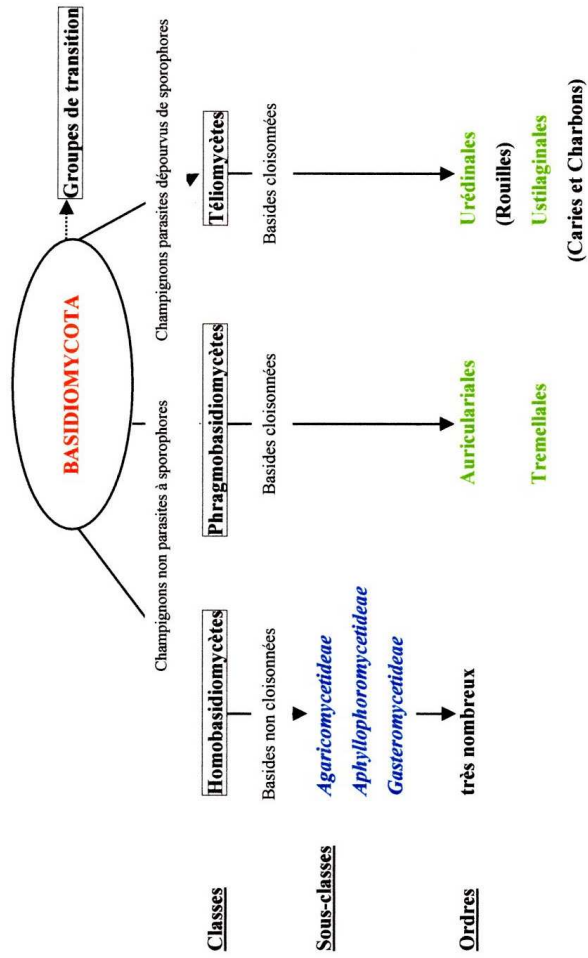 BASIDIOMYCOTA
Groupes de transition
Champignons non parasites à sporophores
Champignons parasites dépourvus de sporophores
Classes
Homobasidiomycètes
Phragmobasidiomycètes
Téliomycètes
Basides non cloisonnées
Basides cloisonnées
Basides cloisonnées
Sous-classes
Agaricomycetideae
Aphyllophoromycetideae
Gasteromycetideae
Ordres
très nombreux
Auriculariales
Tremellales
Urédinales
(Rouilles)
Ustilaginales
(Caries et Charbons)